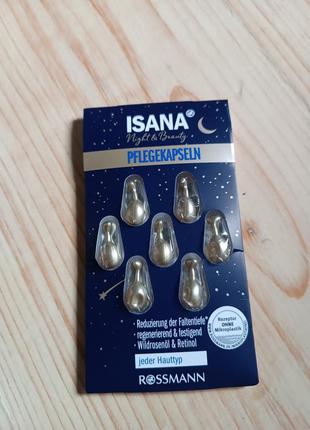 ISANA
Night & Beauty
PFLEGEKAPSELN
• Reduzierung der Faltentiefe*
• regenerierend & festigend
• Wildrosenöl & Retinol
jeder Hauttyp
Rezeptur
OHNE
Mikroplastik
ROSSMANN